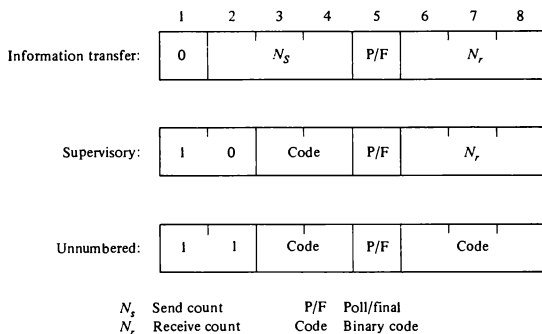 1 2 3 4 5 6 7 8
Information transfer: 0 N_S P/F N_r
Supervisory: 1 0 Code P/F N_r
Unnumbered: 1 1 Code P/F Code
N_s Send count P/F Poll/final
N_r Receive count Code Binary code